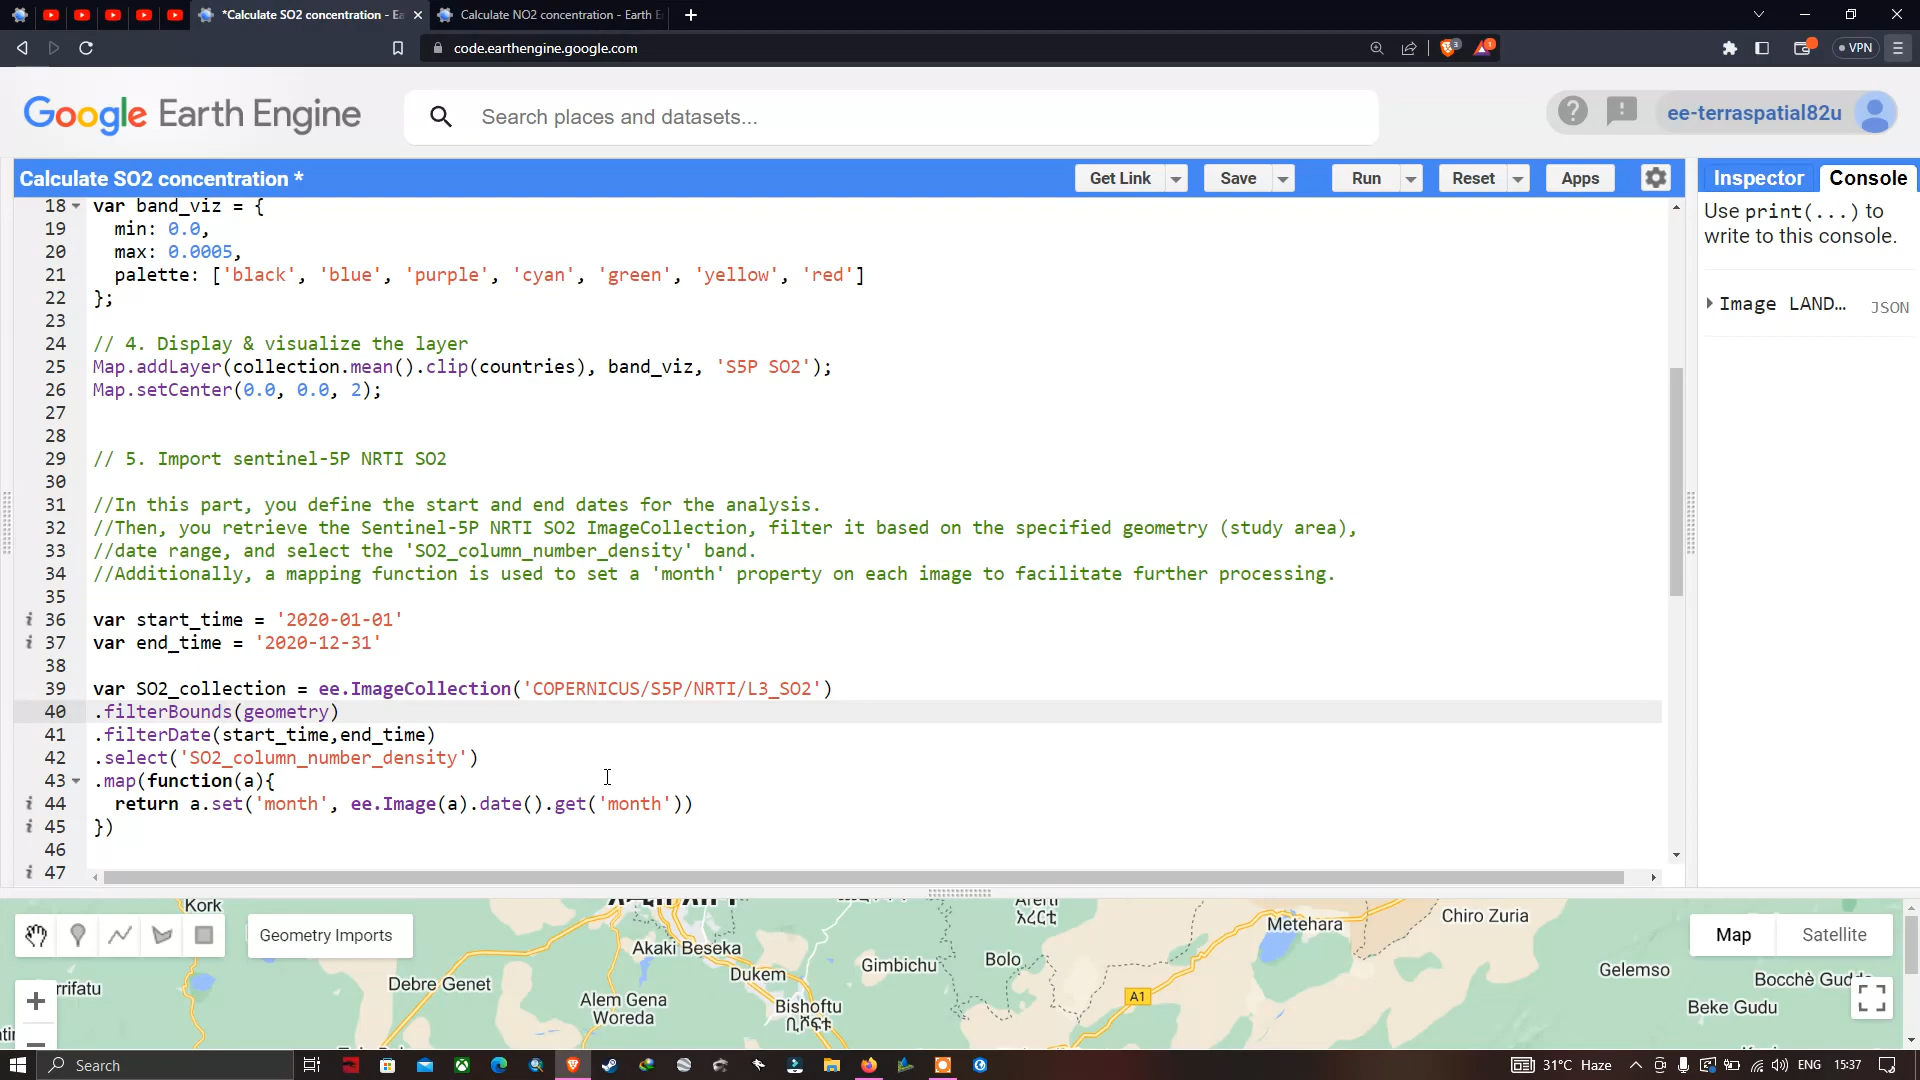 *Calculate SO2 concentration - Ea
Calculate NO2 concentration - Earth E
code.earthengine.google.com
VPN
Google Earth Engine
Search places and datasets...
ee-terraspatial82u
Calculate SO2 concentration *
Get Link
Save
Run
Reset
Apps
Inspector
Console
18 var band_viz = {
19   min: 0.0,
20   max: 0.0005,
21   palette: ['black', 'blue', 'purple', 'cyan', 'green', 'yellow', 'red']
22 };
23
24 // 4. Display & visualize the layer
25 Map.addLayer(collection.mean().clip(countries), band_viz, 'S5P SO2');
26 Map.setCenter(0.0, 0.0, 2);
27
28
29 // 5. Import sentinel-5P NRTI SO2
30
31 //In this part, you define the start and end dates for the analysis.
32 //Then, you retrieve the Sentinel-5P NRTI SO2 ImageCollection, filter it based on the specified geometry (study area),
33 //date range, and select the 'SO2_column_number_density' band.
34 //Additionally, a mapping function is used to set a 'month' property on each image to facilitate further processing.
35
36 var start_time = '2020-01-01'
37 var end_time = '2020-12-31'
38
39 var SO2_collection = ee.ImageCollection('COPERNICUS/S5P/NRTI/L3_SO2')
40 .filterBounds(geometry)
41 .filterDate(start_time,end_time)
42 .select('SO2_column_number_density')
43 .map(function(a){
44   return a.set('month', ee.Image(a).date().get('month'))
45 })
46
47
Use print(...) to
write to this console.
Image LAND… JSON
Geometry Imports
Map
Satellite
Kork
rrifatu
Debre Genet
Akaki Beseka
Dukem
Alem Gena
Woreda
Bishoftu
ቢሾፍቱ
Gimbichu
Bolo
አረርቲ
A1
Metehara
Chiro Zuria
Gelemso
Bocchè Gudd
Beke Gudu
Search
31°C Haze
ENG
15:37